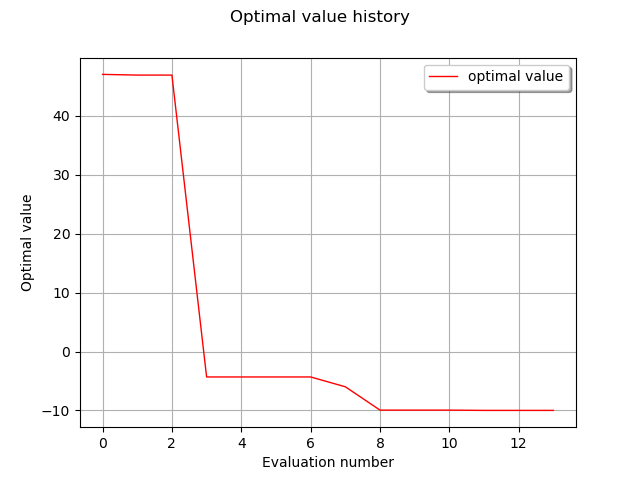 Optimal value history
optimal value
40
30
20
10
0
−10
Optimal value
0 2 4 6 8 10 12
Evaluation number